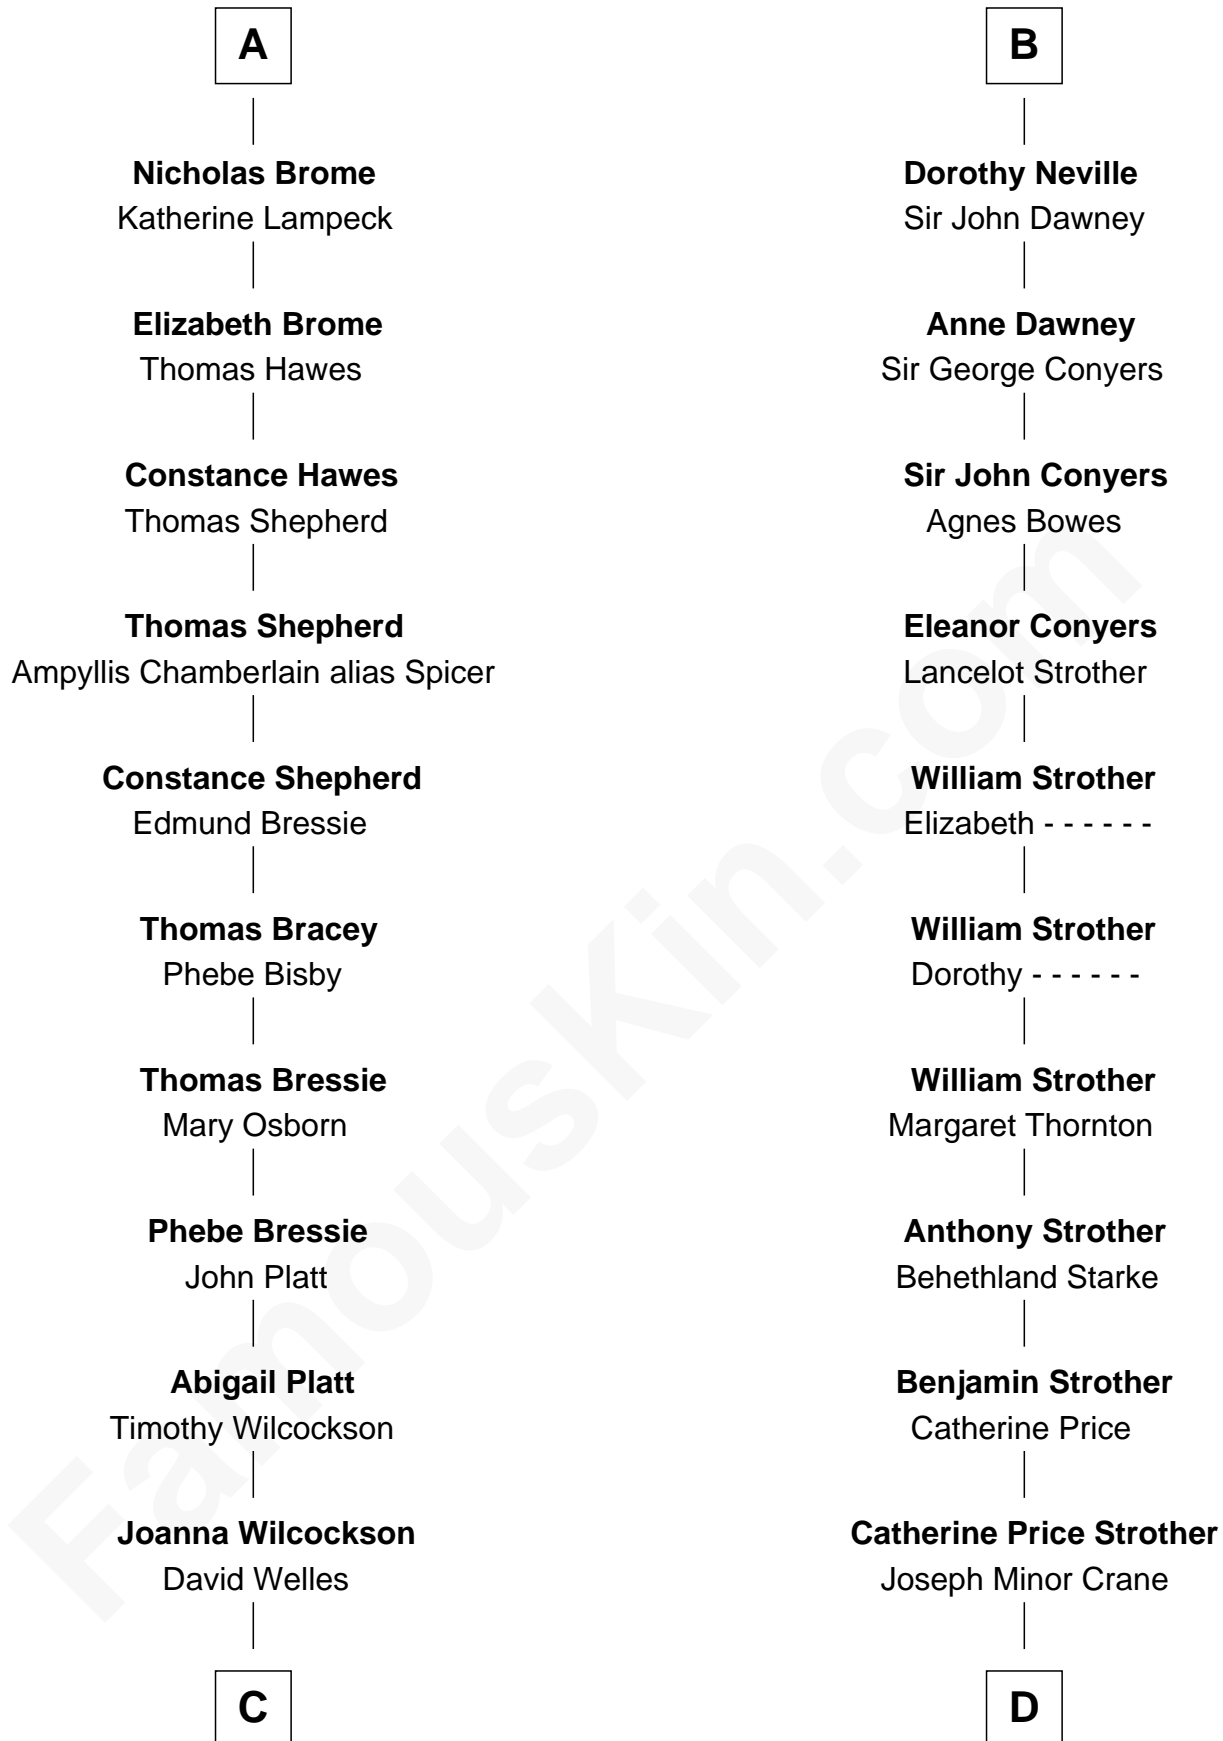 A
Nicholas Brome
Katherine Lampeck
Elizabeth Brome
Thomas Hawes
Constance Hawes
Thomas Shepherd
Thomas Shepherd
Ampyllis Chamberlain alias Spicer
Constance Shepherd
Edmund Bressie
Thomas Bracey
Phebe Bisby
Thomas Bressie
Mary Osborn
Phebe Bressie
John Platt
Abigail Platt
Timothy Wilcockson
Joanna Wilcockson
David Welles
C
B
Dorothy Neville
Sir John Dawney
Anne Dawney
Sir George Conyers
Sir John Conyers
Agnes Bowes
Eleanor Conyers
Lancelot Strother
William Strother
Elizabeth - - - - - -
William Strother
Dorothy - - - - - -
William Strother
Margaret Thornton
Anthony Strother
Behethland Starke
Benjamin Strother
Catherine Price
Catherine Price Strother
Joseph Minor Crane
D
FamousKin.com